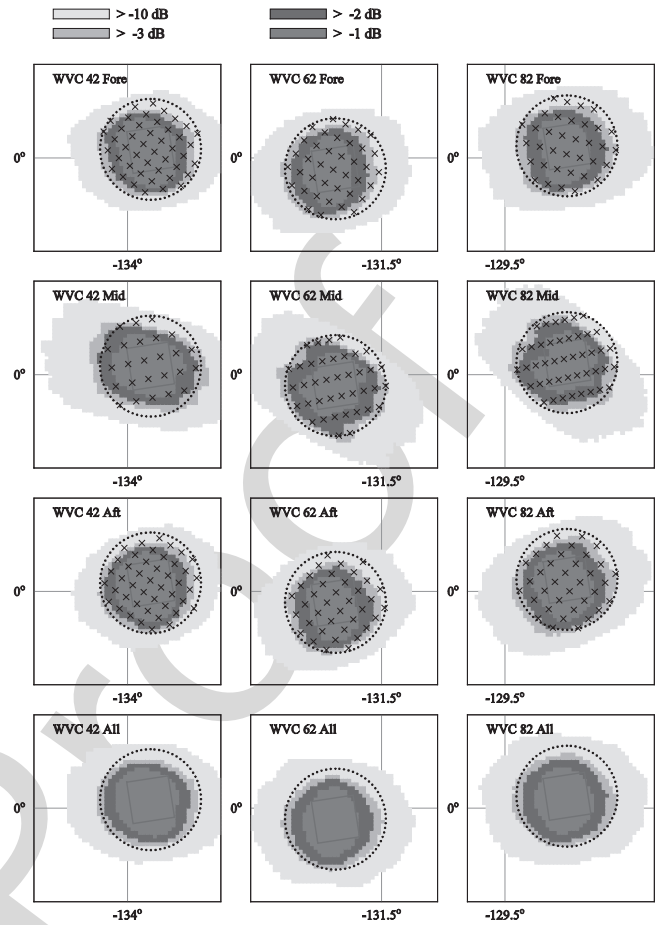 > -10 dB > -2 dB
> -3 dB > -1 dB
WVC 42 Fore WVC 62 Fore WVC 82 Fore
0° 0° 0°
-134° -131.5° -129.5°
WVC 42 Mid WVC 62 Mid WVC 82 Mid
0° 0° 0°
-134° -131.5° -129.5°
WVC 42 Aft WVC 62 Aft WVC 82 Aft
0° 0° 0°
-134° -131.5° -129.5°
WVC 42 All WVC 62 All WVC 82 All
0° 0° 0°
-134° -131.5° -129.5°
Proof